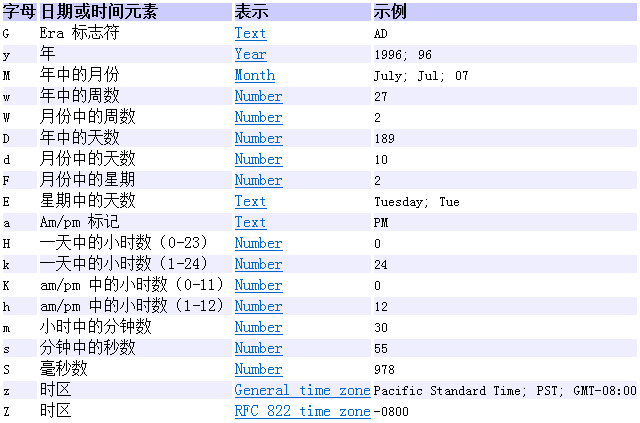 字母 日期或时间元素 表示 示例
G Era 标志符 Text AD
y 年 Year 1996; 96
M 年中的月份 Month July; Jul; 07
w 年中的周数 Number 27
W 月份中的周数 Number 2
D 年中的天数 Number 189
d 月份中的天数 Number 10
F 月份中的星期 Number 2
E 星期中的天数 Text Tuesday; Tue
a Am/pm 标记 Text PM
H 一天中的小时数（0-23） Number 0
k 一天中的小时数（1-24） Number 24
K am/pm 中的小时数（0-11） Number 0
h am/pm 中的小时数（1-12） Number 12
m 小时中的分钟数 Number 30
s 分钟中的秒数 Number 55
S 毫秒数 Number 978
z 时区 General time zone Pacific Standard Time; PST; GMT-08:00
Z 时区 RFC 822 time zone -0800